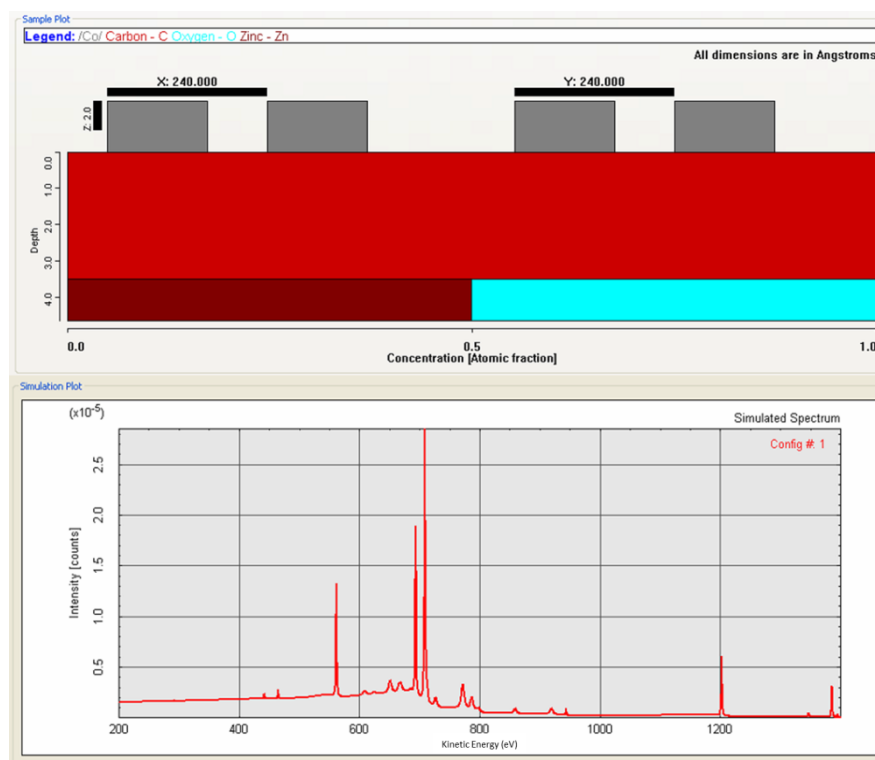 Sample Plot
Legend: /Co/ Carbon - C Oxygen - O Zinc - Zn
All dimensions are in Angstroms
X: 240.000
Y: 240.000
Z: 2.0
0.0
1.0
2.0
3.0
4.0
Depth
0.0
0.5
1.0
Concentration [Atomic fraction]
Simulation Plot
(x10-5)
Simulated Spectrum
Config #: 1
2.5
2.0
1.5
1.0
0.5
Intensity [counts]
200
400
600
800
1000
1200
Kinetic Energy (eV)